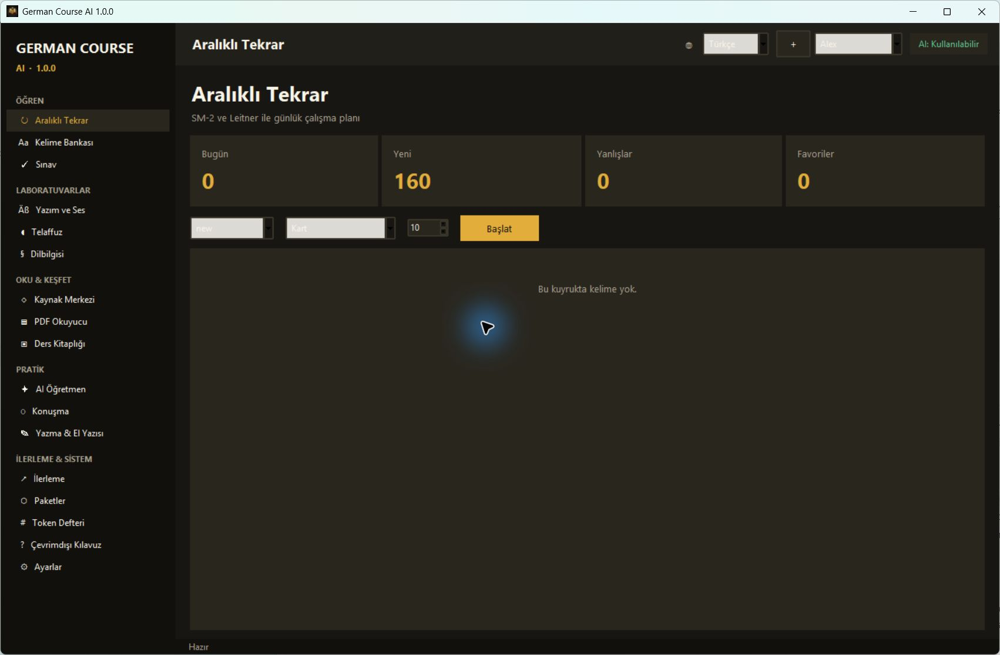 German Course AI 1.0.0
GERMAN COURSE
AI · 1.0.0
ÖĞREN
Aralıklı Tekrar
Aa Kelime Bankası
✓ Sınav
LABORATUVARLAR
Äß Yazım ve Ses
Telaffuz
§ Dilbilgisi
OKU & KEŞFET
Kaynak Merkezi
PDF Okuyucu
Ders Kitaplığı
PRATİK
AI Öğretmen
Konuşma
Yazma & El Yazısı
İLERLEME & SİSTEM
İlerleme
Paketler
# Token Defteri
? Çevrimdışı Kılavuz
Ayarlar
Aralıklı Tekrar
Türkçe
+
Alex
AI: Kullanılabilir
Aralıklı Tekrar
SM-2 ve Leitner ile günlük çalışma planı
Bugün
0
Yeni
160
Yanlışlar
0
Favoriler
0
new
Kart
10
Başlat
Bu kuyrukta kelime yok.
Hazır